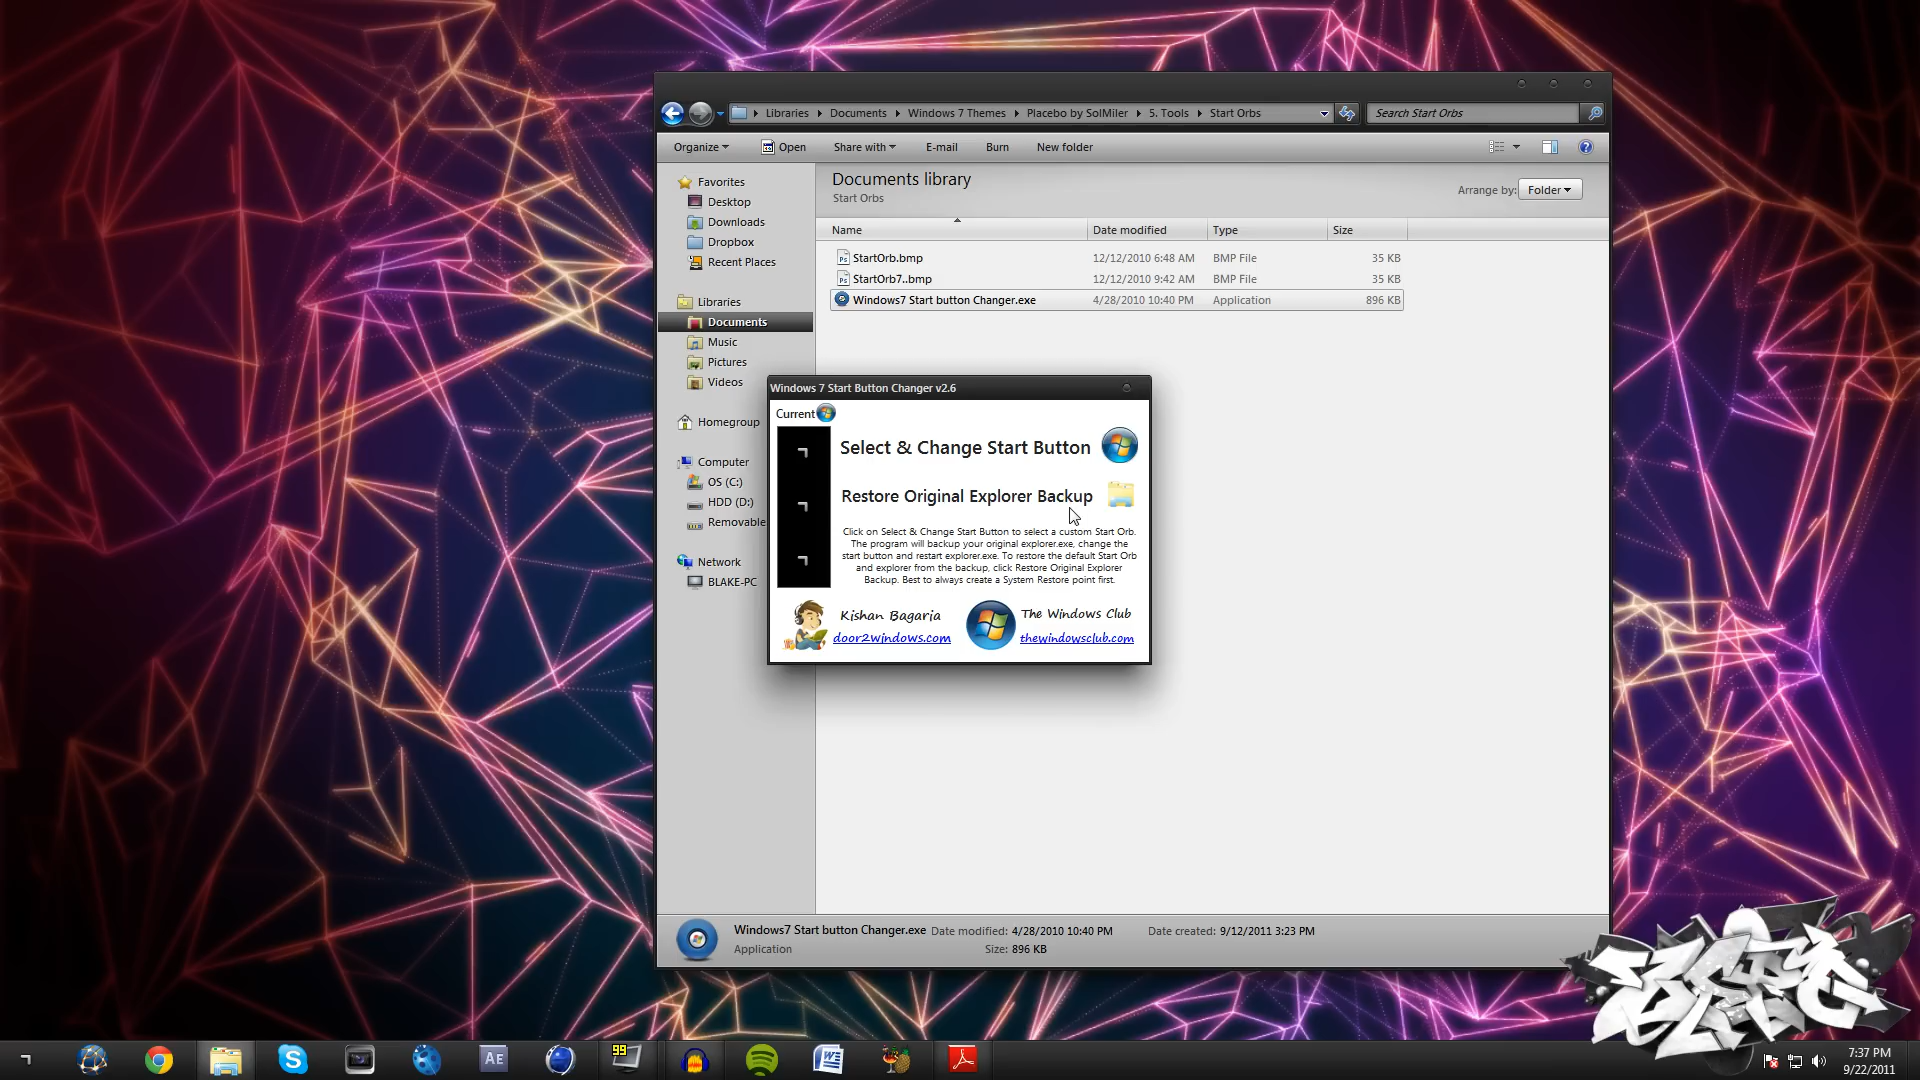 Libraries Documents Windows 7 Themes Placebo by SolMiler 5. Tools Start Orbs
Search Start Orbs
Organize Open Share with E-mail Burn New folder
Favorites
Desktop
Downloads
Dropbox
Recent Places
Libraries
Documents
Music
Pictures
Videos
Homegroup
Computer
OS (C:)
HDD (D:)
Removable
Network
BLAKE-PC
Documents library
Start Orbs
Arrange by: Folder
Name Date modified Type Size
StartOrb.bmp 12/12/2010 6:48 AM BMP File 35 KB
StartOrb7..bmp 12/12/2010 9:42 AM BMP File 35 KB
Windows7 Start button Changer.exe 4/28/2010 10:40 PM Application 896 KB
Windows 7 Start Button Changer v2.6
Current
Select & Change Start Button
Restore Original Explorer Backup
Click on Select & Change Start Button to select a custom Start Orb.
The program will backup your original explorer.exe, change the
start button and restart explorer.exe. To restore the default Start Orb
and explorer from the backup, click Restore Original Explorer
Backup. Best to always create a System Restore point first.
Kishan Bagaria
door2windows.com
The Windows Club
thewindowsclub.com
Windows7 Start button Changer.exe Date modified: 4/28/2010 10:40 PM Date created: 9/12/2011 3:23 PM
Application Size: 896 KB
Ps
Ps
AE
99
7:37 PM
9/22/2011